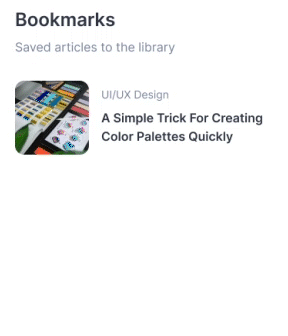 Bookmarks
Saved articles to the library
UI/UX Design
A Simple Trick For Creating
Color Palettes Quickly